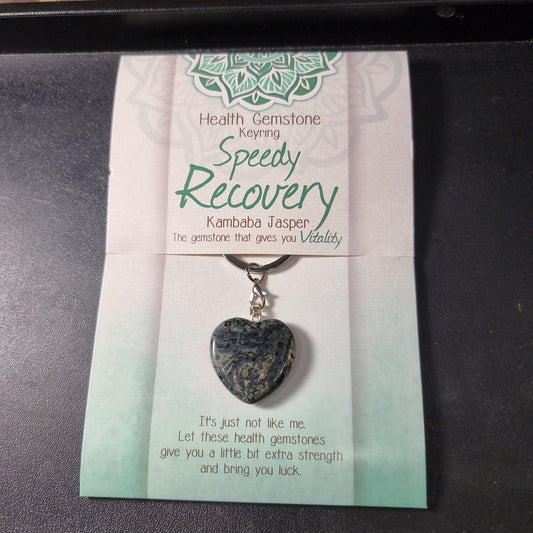 Health Gemstone
Keyring
Speedy
Recovery
Kambaba Jasper
The gemstone that gives you Vitality
It's just not like me.
Let these health gemstones
give you a little bit extra strength
and bring you luck.